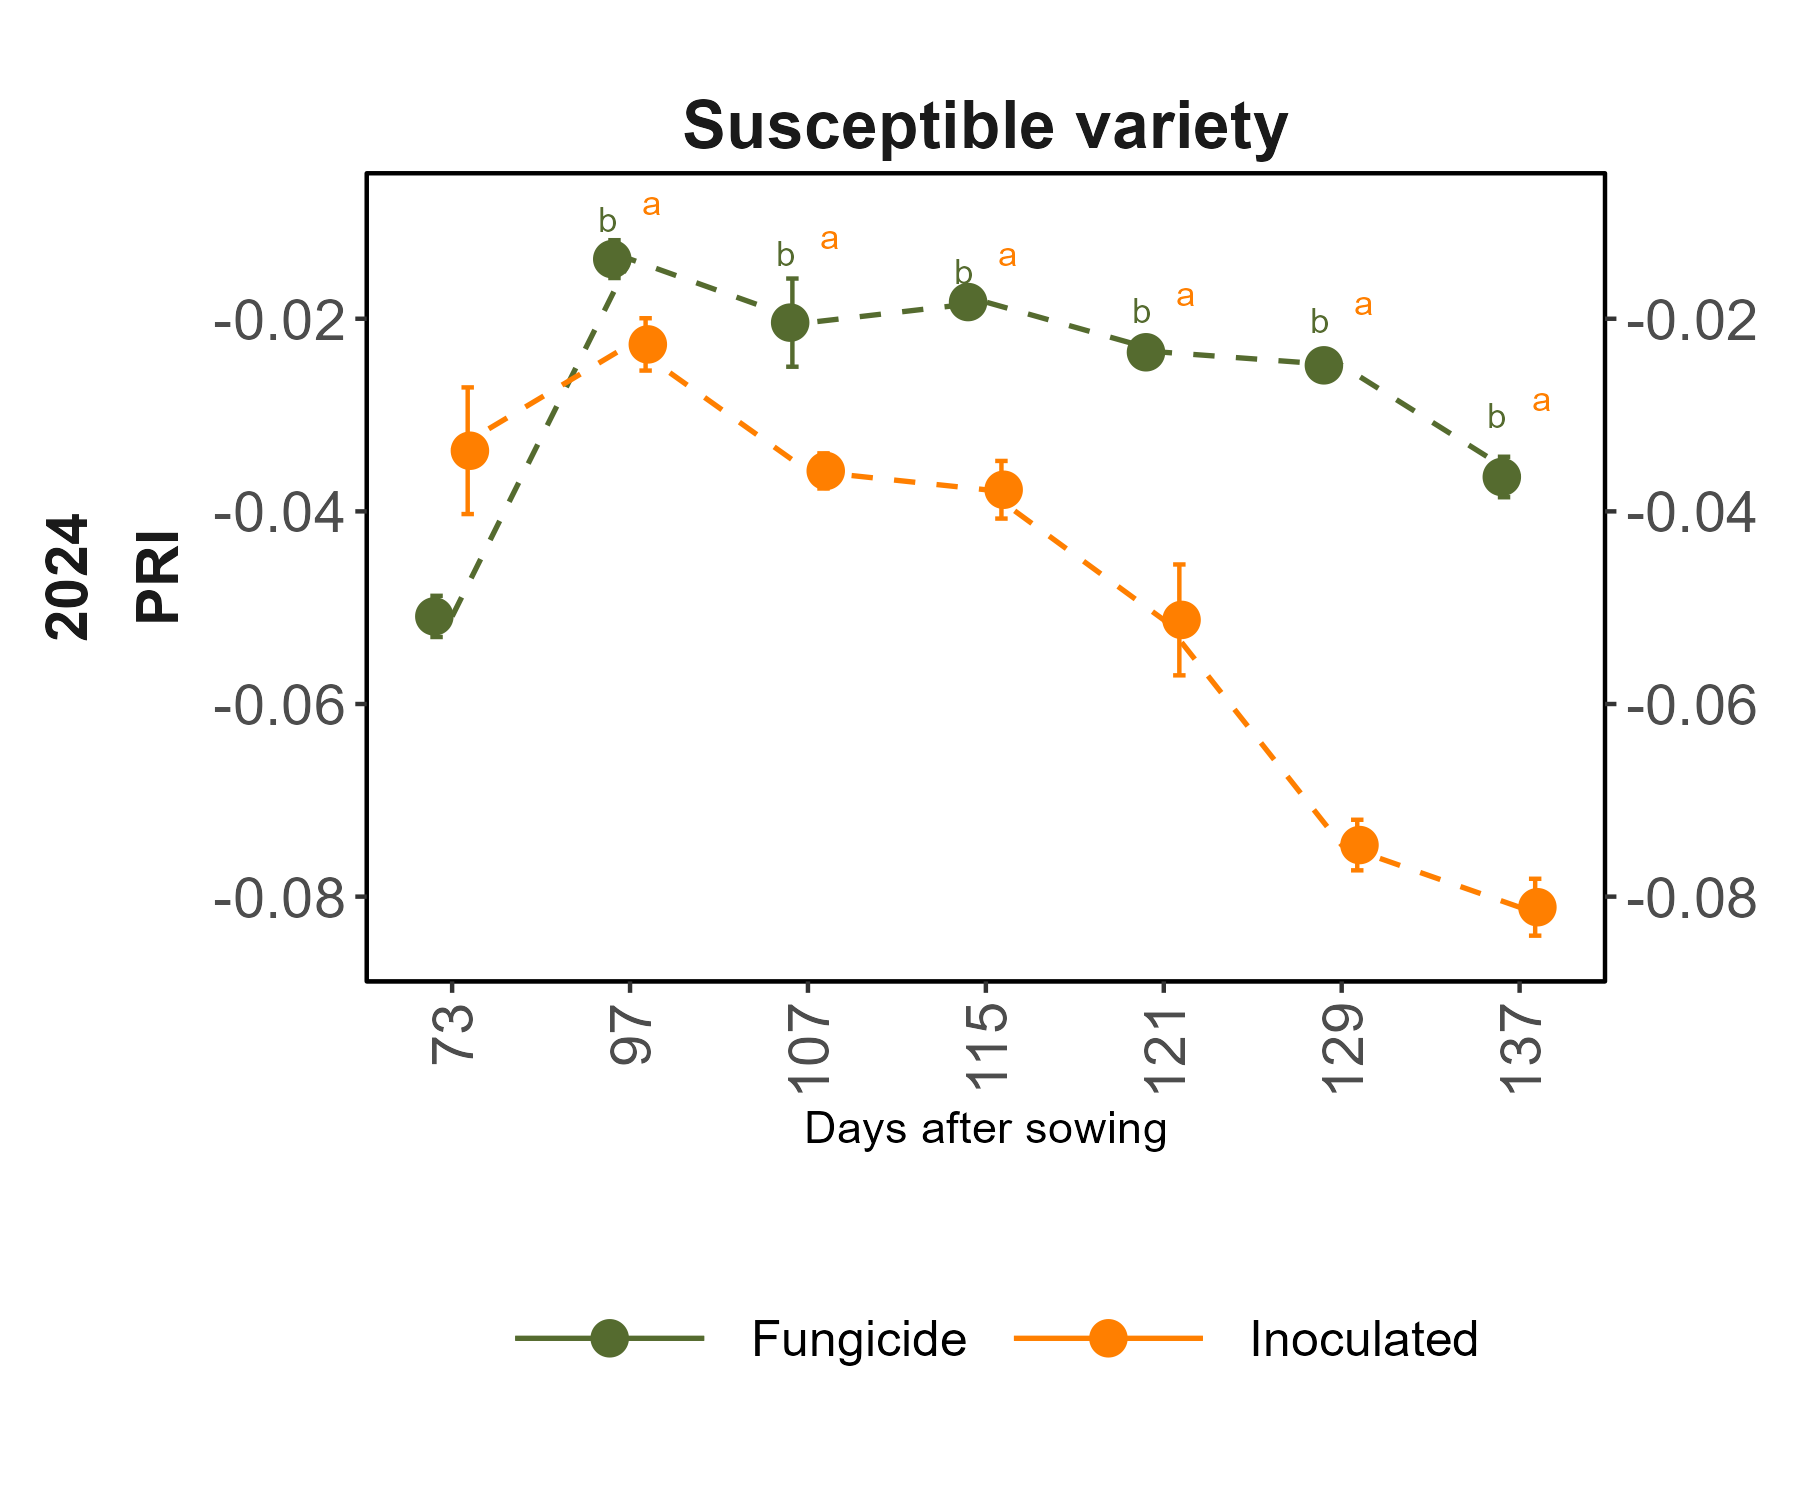 Susceptible variety
b a b a b a b a b a b a
-0.02 -0.02
-0.04 -0.04
-0.06 -0.06
-0.08 -0.08
2024
PRI
73 97 107 115 121 129 137
Days after sowing
Fungicide Inoculated